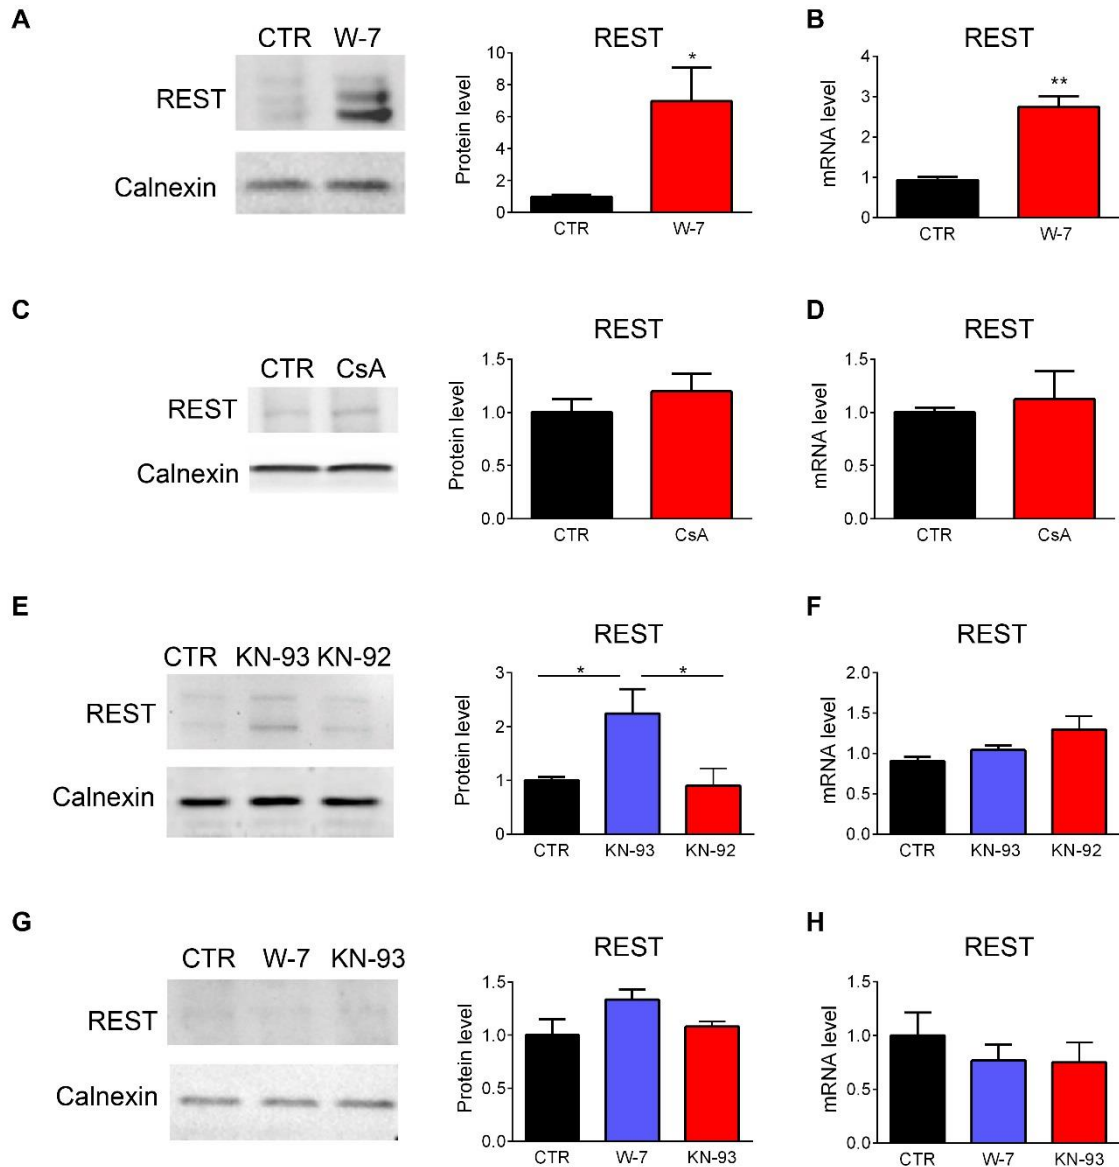 A
CTR W-7
REST
Calnexin
REST
Protein level
10
8
6
4
2
0
*
CTR W-7
B
REST
mRNA level
4
3
2
1
0
**
CTR W-7
C
CTR CsA
REST
Calnexin
REST
Protein level
1.5
1.0
0.5
0.0
CTR CsA
D
REST
mRNA level
1.5
1.0
0.5
0.0
CTR CsA
E
CTR KN-93 KN-92
REST
Calnexin
REST
Protein level
3
2
1
0
* *
CTR KN-93 KN-92
F
REST
mRNA level
2.0
1.5
1.0
0.5
0.0
CTR KN-93 KN-92
G
CTR W-7 KN-93
REST
Calnexin
REST
Protein level
1.5
1.0
0.5
0.0
CTR W-7 KN-93
H
REST
mRNA level
1.5
1.0
0.5
0.0
CTR W-7 KN-93